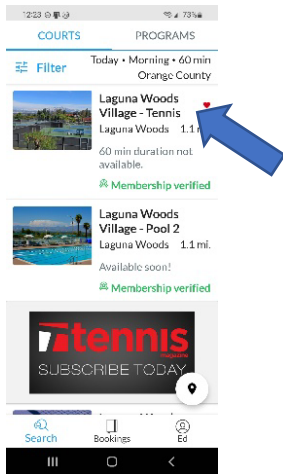 12:23
73%
COURTS PROGRAMS
Filter
Today • Morning • 60 min
Orange County
Laguna Woods
Village - Tennis
Laguna Woods 1.1
60 min duration not
available.
Membership verified
Laguna Woods
Village - Pool 2
Laguna Woods 1.1 mi.
Available soon!
Membership verified
tennis
magazine
SUBSCRIBE TODAY
Search Bookings Ed